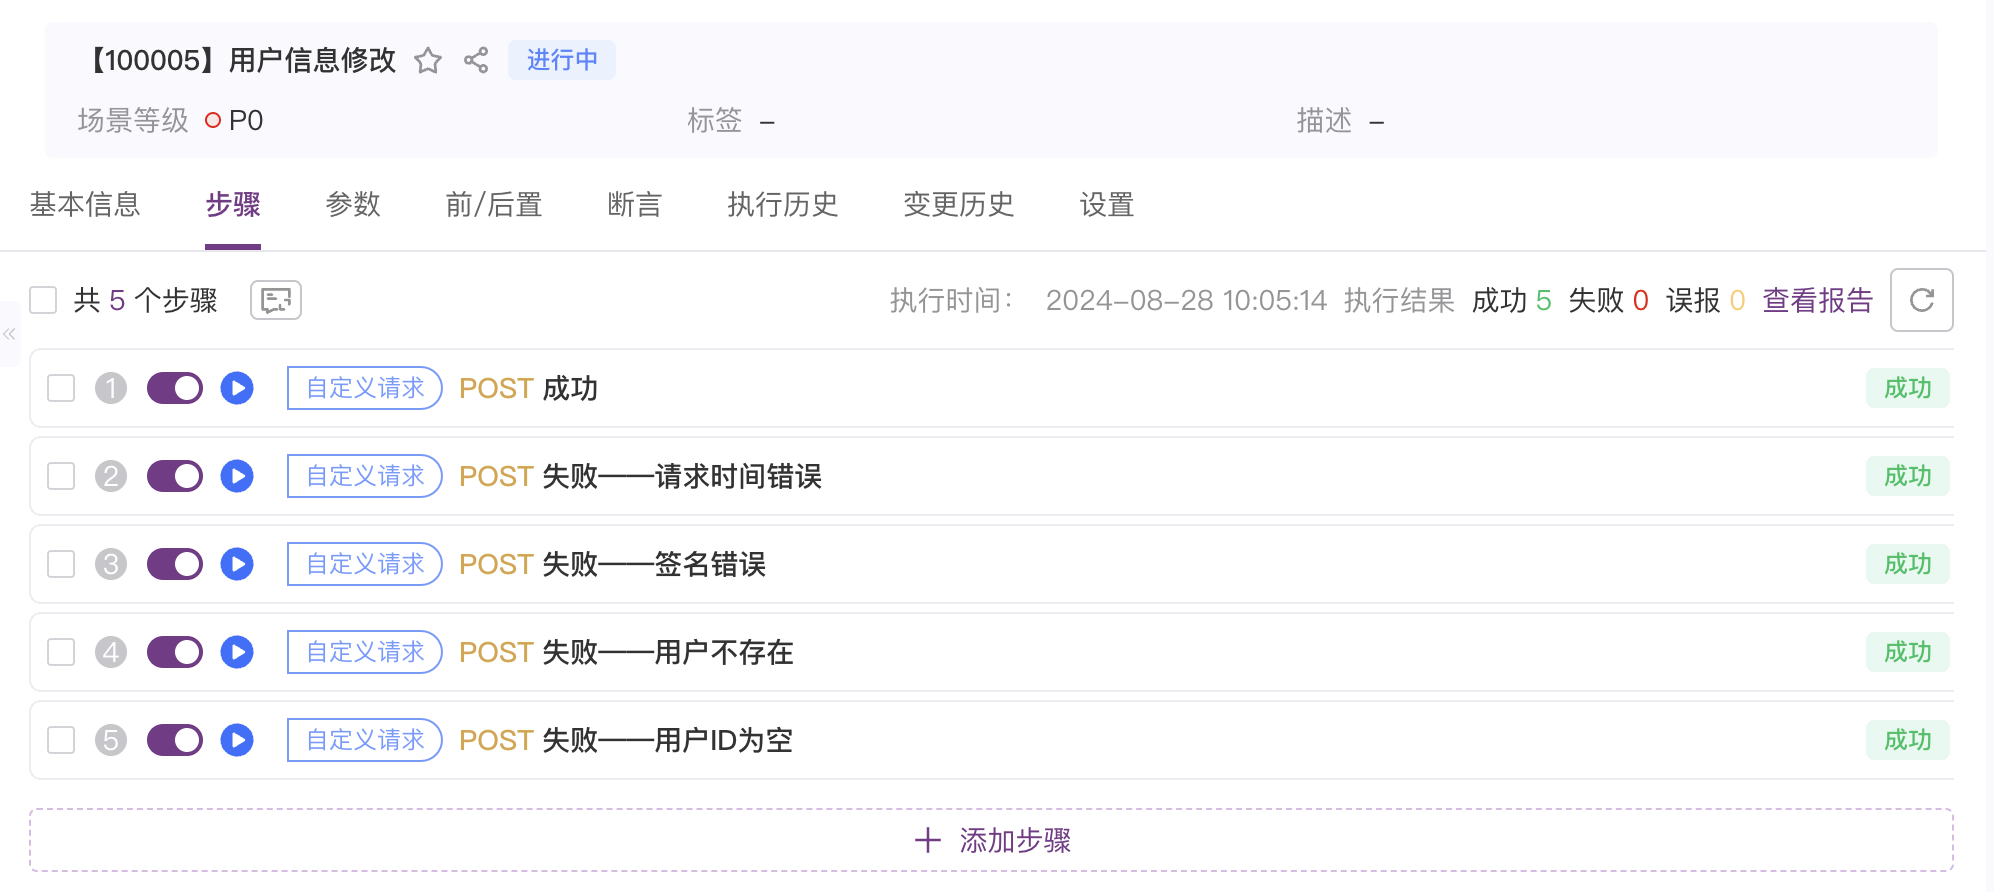 【100005】用户信息修改 进行中
场景等级 P0 标签 – 描述 –
基本信息 步骤 参数 前/后置 断言 执行历史 变更历史 设置
共 5 个步骤 执行时间： 2024-08-28 10:05:14 执行结果 成功 5 失败 0 误报 0 查看报告
1 自定义请求 POST 成功 成功
2 自定义请求 POST 失败——请求时间错误 成功
3 自定义请求 POST 失败——签名错误 成功
4 自定义请求 POST 失败——用户不存在 成功
5 自定义请求 POST 失败——用户ID为空 成功
+ 添加步骤